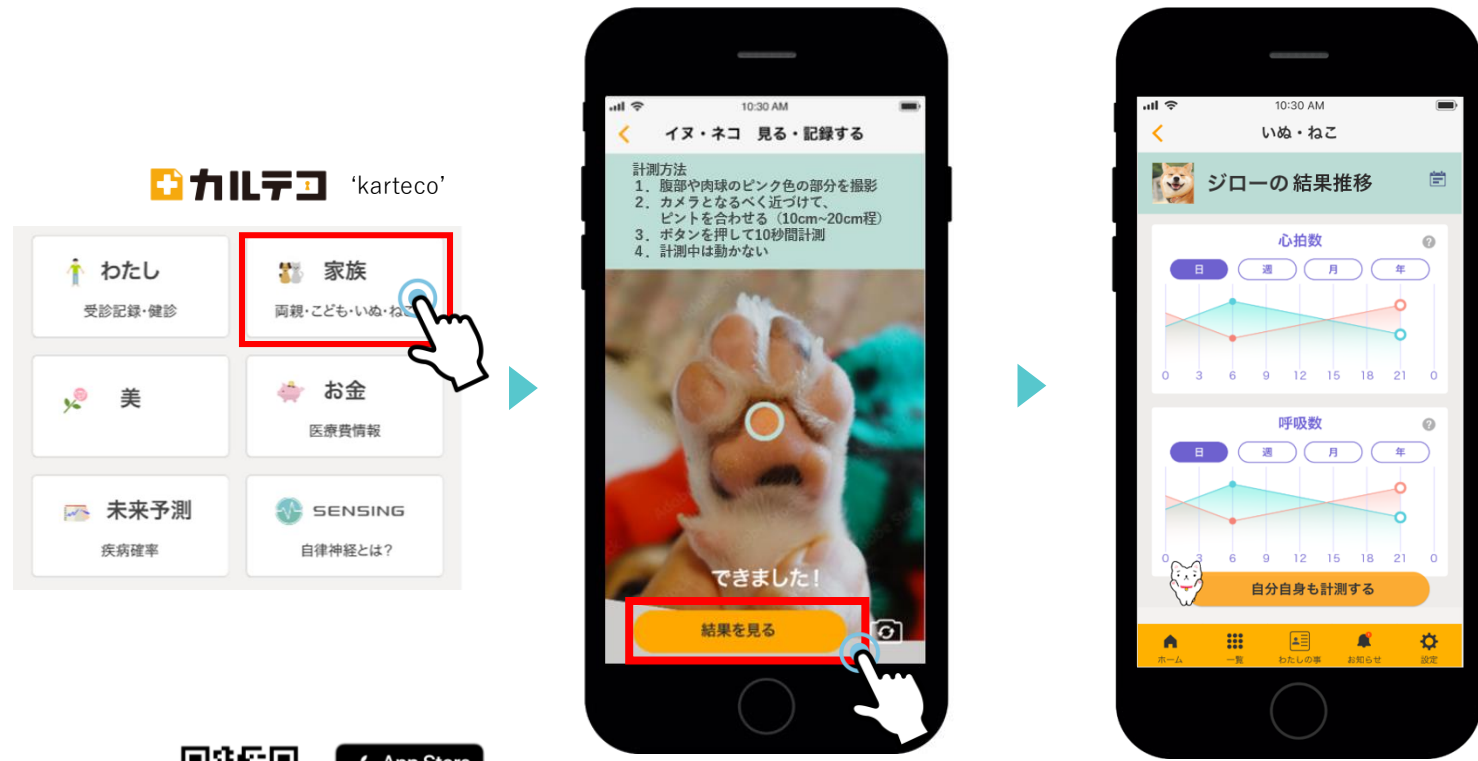 カルテコ 'karteco'
わたし
受診記録・健診
家族
両親・こども・いぬ・ねこ
美
お金
医療費情報
未来予測
疾病確率
SENSING
自律神経とは?
App Store
10:30 AM
イヌ・ネコ 見る・記録する
計測方法
1. 腹部や肉球のピンク色の部分を撮影
2. カメラとなるべく近づけて、
ピントを合わせる(10cm~20cm程)
3. ボタンを押して10秒間計測
4. 計測中は動かない
できました!
結果を見る
10:30 AM
いぬ・ねこ
ジローの結果推移
心拍数
日 週 月 年
0 3 6 9 12 15 18 21 0
呼吸数
日 週 月 年
0 3 6 9 12 15 18 21 0
自分自身も計測する
ホーム 一覧 わたしの事 お知らせ 設定